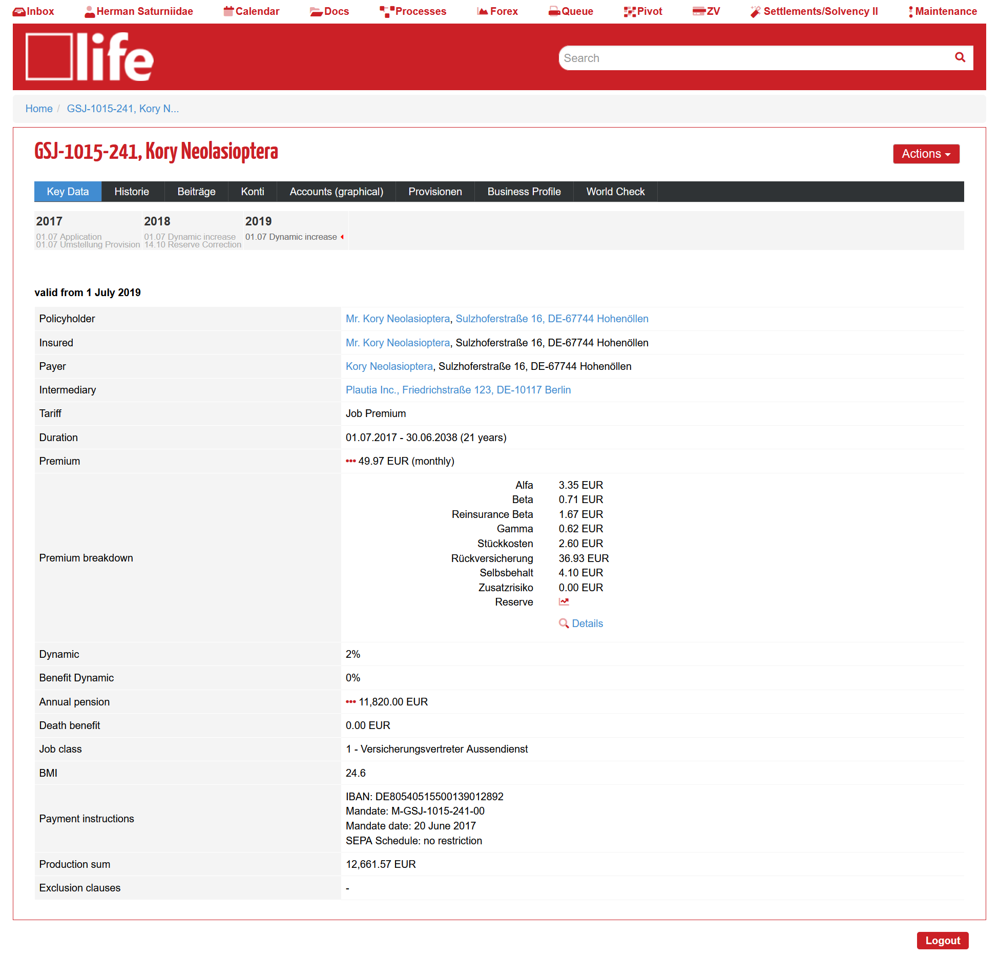 Inbox Herman Saturniidae Calendar Docs Processes Forex Queue Pivot ZV Settlements/Solvency II Maintenance
life
Search
Home / GSJ-1015-241, Kory N...
GSJ-1015-241, Kory Neolasioptera
Actions
Key Data Historie Beiträge Konti Accounts (graphical) Provisionen Business Profile World Check
2017 2018 2019
01.07 Application 01.07 Dynamic increase 01.07 Dynamic increase
01.07 Umstellung Provision 14.10 Reserve Correction
valid from 1 July 2019
Policyholder Mr. Kory Neolasioptera, Sulzhoferstraße 16, DE-67744 Hohenöllen
Insured Mr. Kory Neolasioptera, Sulzhoferstraße 16, DE-67744 Hohenöllen
Payer Kory Neolasioptera, Sulzhoferstraße 16, DE-67744 Hohenöllen
Intermediary Plautia Inc., Friedrichstraße 123, DE-10117 Berlin
Tariff Job Premium
Duration 01.07.2017 - 30.06.2038 (21 years)
Premium 49.97 EUR (monthly)
Premium breakdown
Alfa 3.35 EUR
Beta 0.71 EUR
Reinsurance Beta 1.67 EUR
Gamma 0.62 EUR
Stückkosten 2.60 EUR
Rückversicherung 36.93 EUR
Selbsbehalt 4.10 EUR
Zusatzrisiko 0.00 EUR
Reserve
Details
Dynamic 2%
Benefit Dynamic 0%
Annual pension 11,820.00 EUR
Death benefit 0.00 EUR
Job class 1 - Versicherungsvertreter Aussendienst
BMI 24.6
Payment instructions
IBAN: DE80540515500139012892
Mandate: M-GSJ-1015-241-00
Mandate date: 20 June 2017
SEPA Schedule: no restriction
Production sum 12,661.57 EUR
Exclusion clauses -
Logout